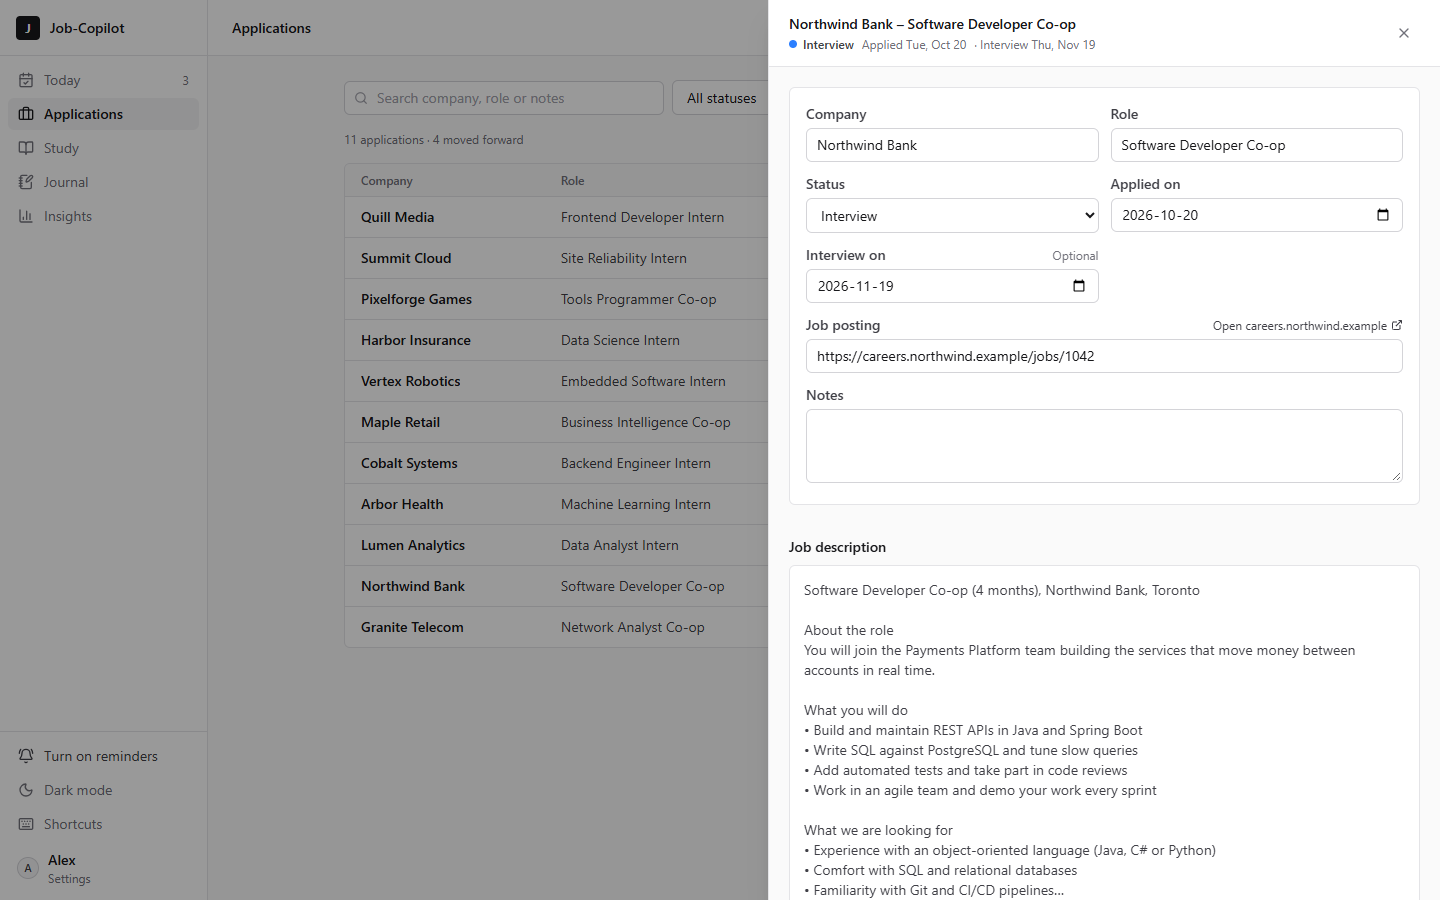 J Job-Copilot
Today 3
Applications
Study
Journal
Insights
Turn on reminders
Dark mode
Shortcuts
A Alex
Settings
Applications
Search company, role or notes
All statuses
11 applications · 4 moved forward
Company Role
Quill Media Frontend Developer Intern
Summit Cloud Site Reliability Intern
Pixelforge Games Tools Programmer Co-op
Harbor Insurance Data Science Intern
Vertex Robotics Embedded Software Intern
Maple Retail Business Intelligence Co-op
Cobalt Systems Backend Engineer Intern
Arbor Health Machine Learning Intern
Lumen Analytics Data Analyst Intern
Northwind Bank Software Developer Co-op
Granite Telecom Network Analyst Co-op
Northwind Bank – Software Developer Co-op
Interview Applied Tue, Oct 20 · Interview Thu, Nov 19
Company Role
Northwind Bank Software Developer Co-op
Status Applied on
Interview 2026-10-20
Interview on Optional
2026-11-19
Job posting Open careers.northwind.example
https://careers.northwind.example/jobs/1042
Notes
Job description
Software Developer Co-op (4 months), Northwind Bank, Toronto
About the role
You will join the Payments Platform team building the services that move money between
accounts in real time.
What you will do
• Build and maintain REST APIs in Java and Spring Boot
• Write SQL against PostgreSQL and tune slow queries
• Add automated tests and take part in code reviews
• Work in an agile team and demo your work every sprint
What we are looking for
• Experience with an object-oriented language (Java, C# or Python)
• Comfort with SQL and relational databases
• Familiarity with Git and CI/CD pipelines...